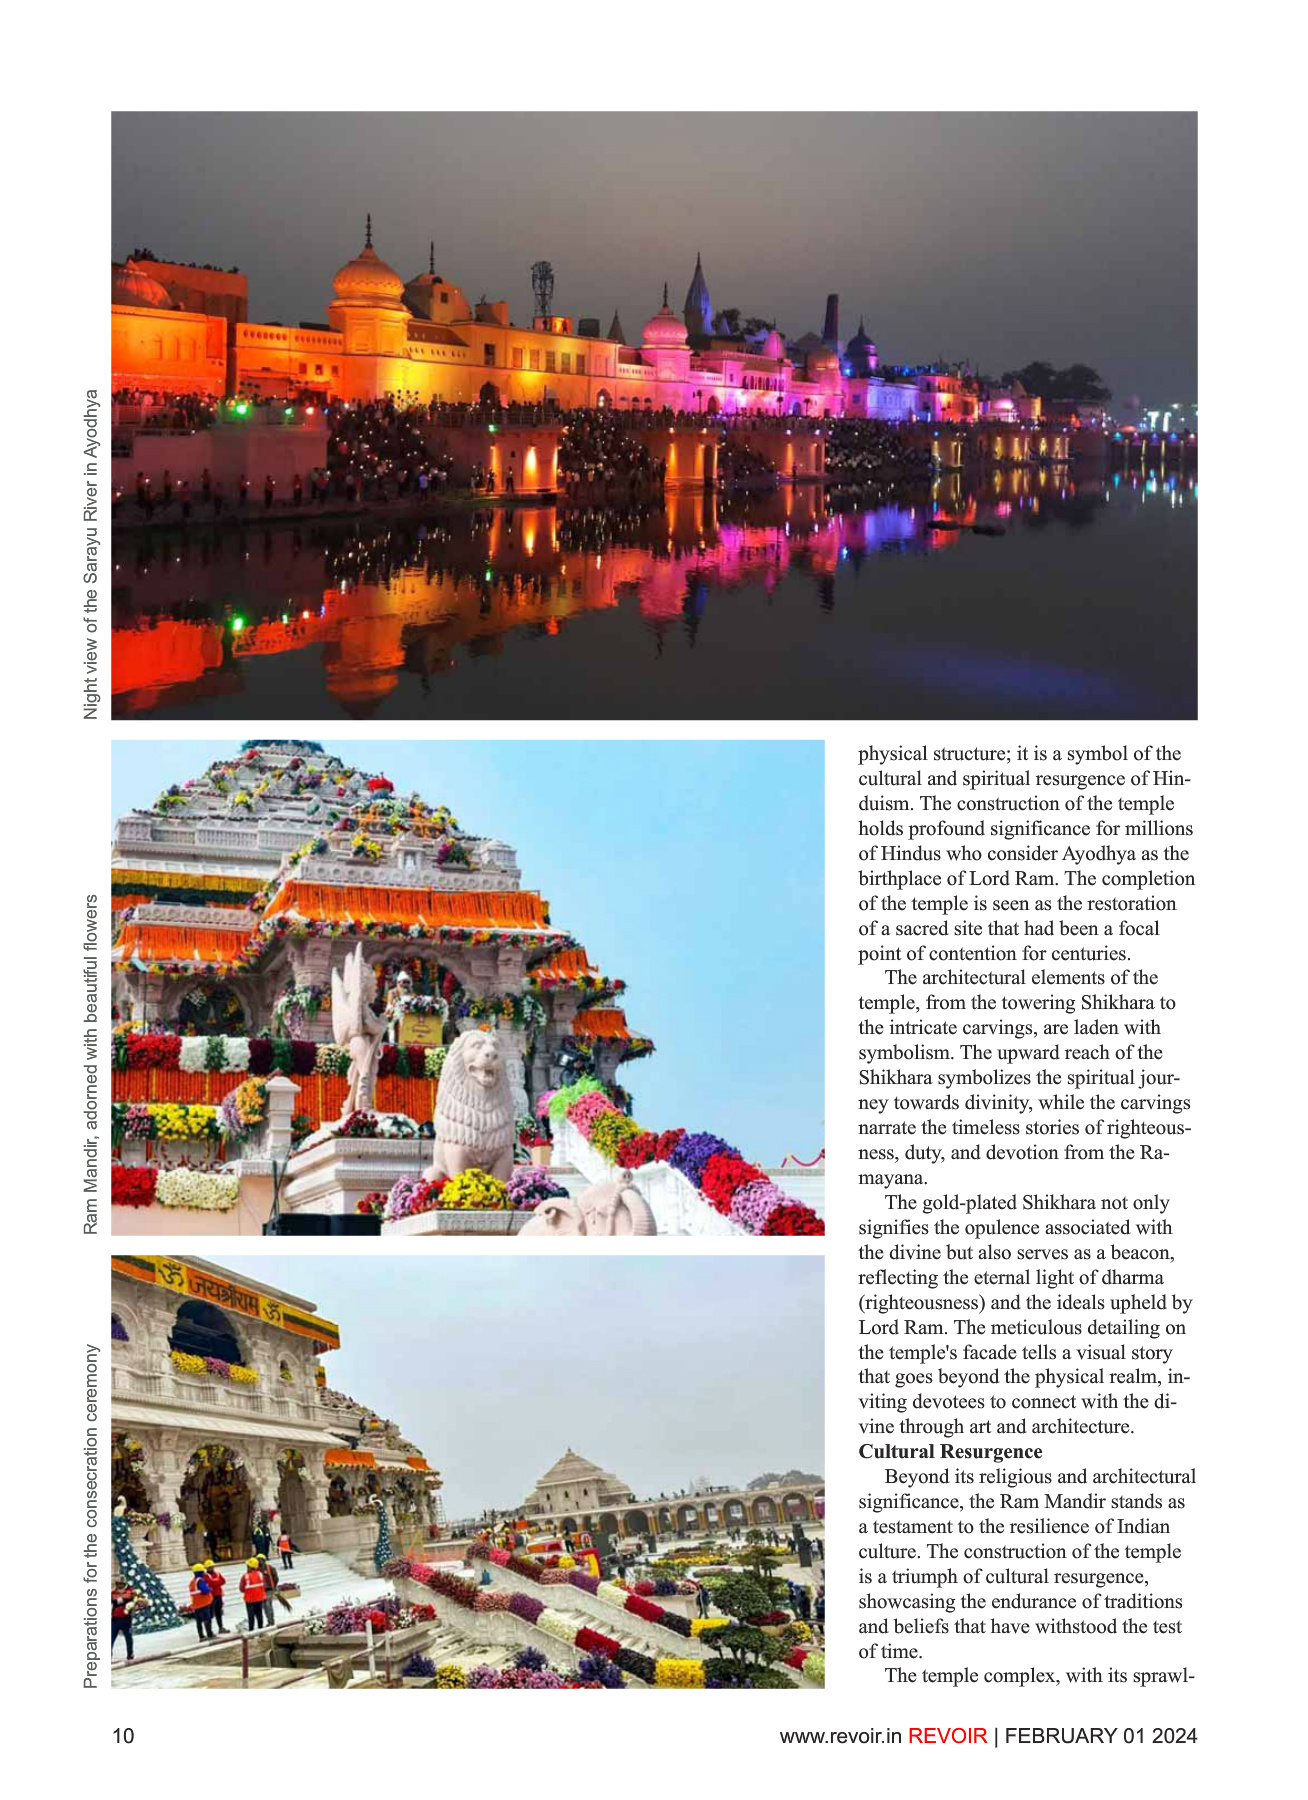 Night view of the Sarayu River in Ayodhya
Ram Mandir, adorned with beautiful flowers
ॐ जयश्रीराम ॐ
Preparations for the consecration ceremony
physical structure; it is a symbol of the
cultural and spiritual resurgence of Hin-
duism. The construction of the temple
holds profound significance for millions
of Hindus who consider Ayodhya as the
birthplace of Lord Ram. The completion
of the temple is seen as the restoration
of a sacred site that had been a focal
point of contention for centuries.
The architectural elements of the
temple, from the towering Shikhara to
the intricate carvings, are laden with
symbolism. The upward reach of the
Shikhara symbolizes the spiritual jour-
ney towards divinity, while the carvings
narrate the timeless stories of righteous-
ness, duty, and devotion from the Ra-
mayana.
The gold-plated Shikhara not only
signifies the opulence associated with
the divine but also serves as a beacon,
reflecting the eternal light of dharma
(righteousness) and the ideals upheld by
Lord Ram. The meticulous detailing on
the temple's facade tells a visual story
that goes beyond the physical realm, in-
viting devotees to connect with the di-
vine through art and architecture.
Cultural Resurgence
Beyond its religious and architectural
significance, the Ram Mandir stands as
a testament to the resilience of Indian
culture. The construction of the temple
is a triumph of cultural resurgence,
showcasing the endurance of traditions
and beliefs that have withstood the test
of time.
The temple complex, with its sprawl-
10
www.revoir.in REVOIR | FEBRUARY 01 2024